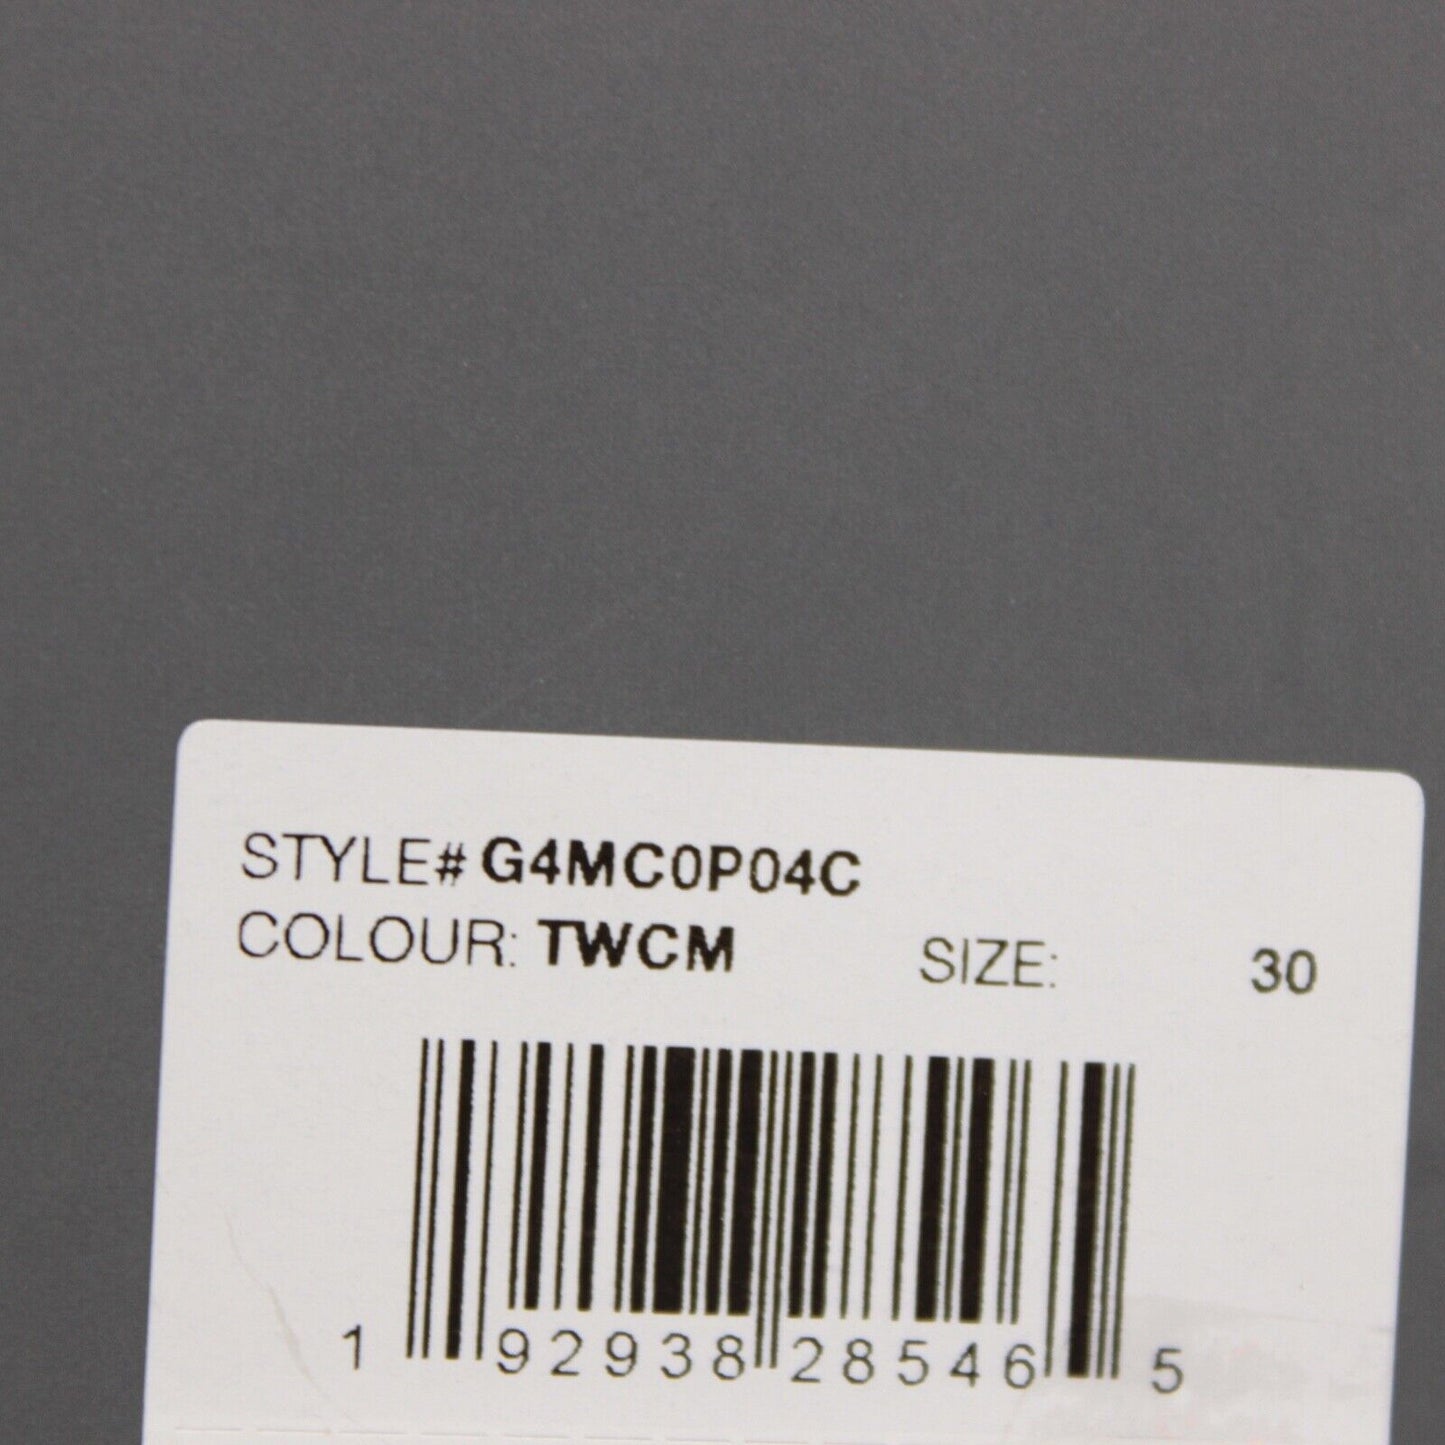 STYLE# G4MC0P04C
COLOUR: TWCM SIZE: 30
1 92938 28546 5